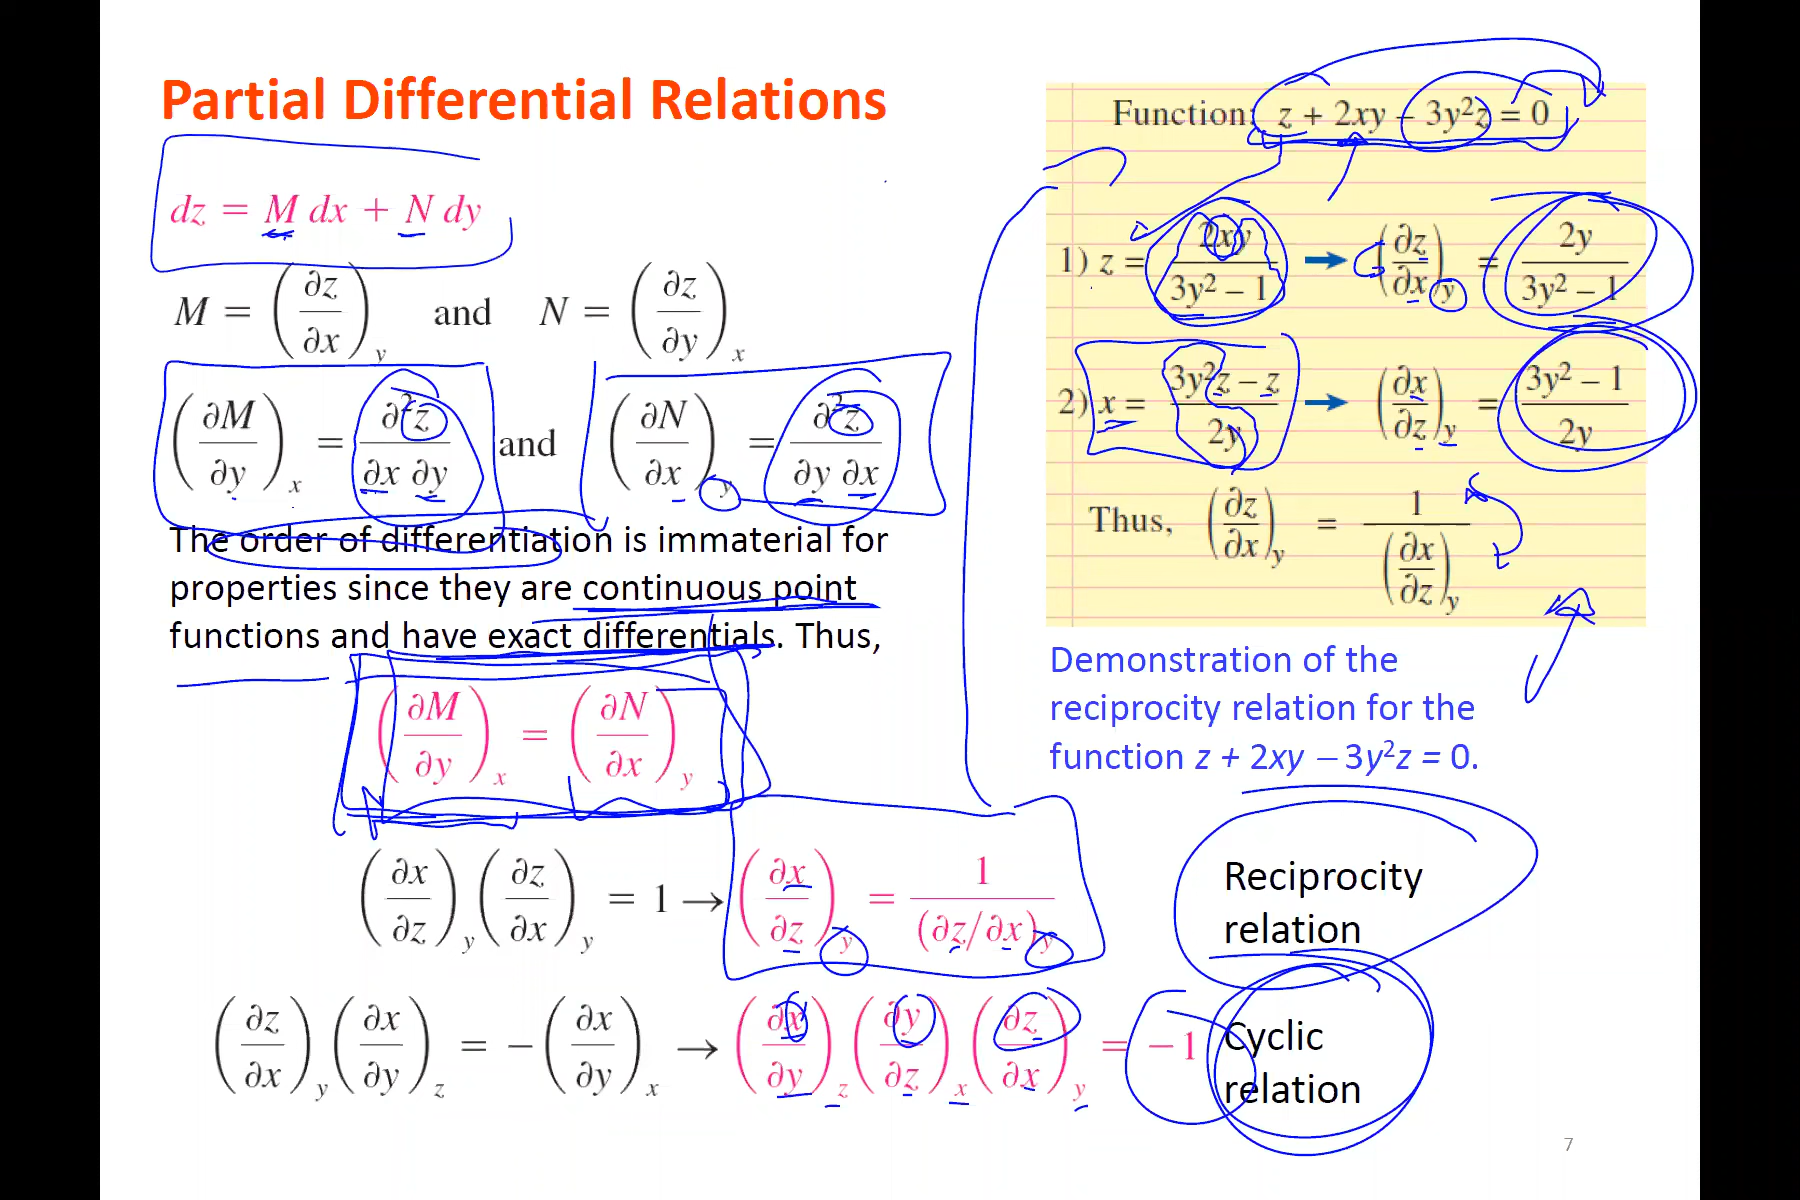 Partial Differential Relations
dz = M dx + N dy
M = (∂z/∂x)_y and N = (∂z/∂y)_x
(∂M/∂y)_x = ∂²z/∂x ∂y and (∂N/∂x)_y = ∂²z/∂y ∂x
The order of differentiation is immaterial for
properties since they are continuous point
functions and have exact differentials. Thus,
(∂M/∂y)_x = (∂N/∂x)_y
(∂x/∂z)_y (∂z/∂x)_y = 1 → (∂x/∂z)_y = 1/(∂z/∂x)_y
(∂z/∂x)_y (∂x/∂y)_z = −(∂x/∂y)_x → (∂x/∂y)_z (∂y/∂z)_x (∂z/∂x)_y = −1
Function: z + 2xy − 3y²z = 0
1) z = 2xy/(3y² − 1) → (∂z/∂x)_y = 2y/(3y² − 1)
2) x = (3y²z − z)/2y → (∂x/∂z)_y = (3y² − 1)/2y
Thus, (∂z/∂x)_y = 1/(∂x/∂z)_y
Demonstration of the
reciprocity relation for the
function z + 2xy – 3y²z = 0.
Reciprocity
relation
Cyclic
relation
7